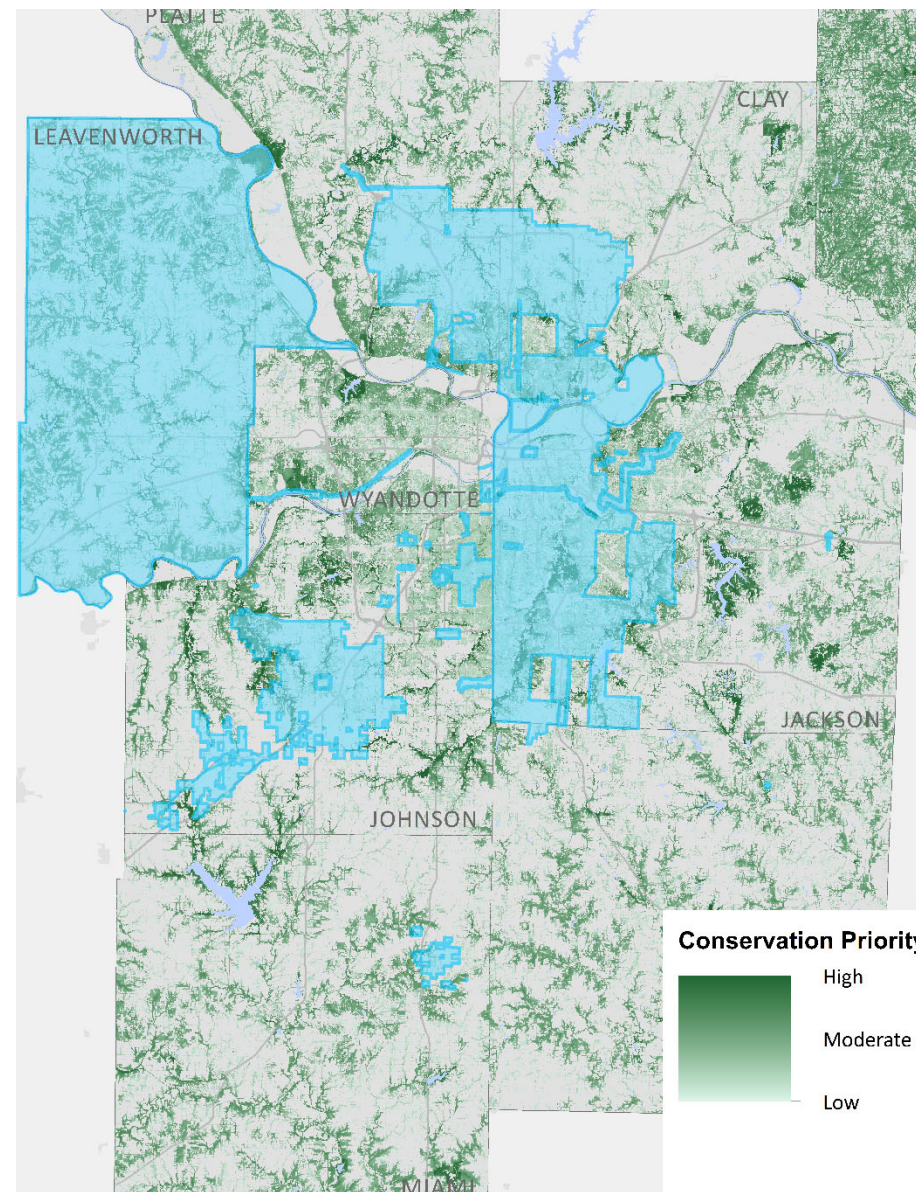 PLATTE
CLAY
LEAVENWORTH
WYANDOTTE
JACKSON
JOHNSON
Conservation Priority
High
Moderate
Low
MIAMI